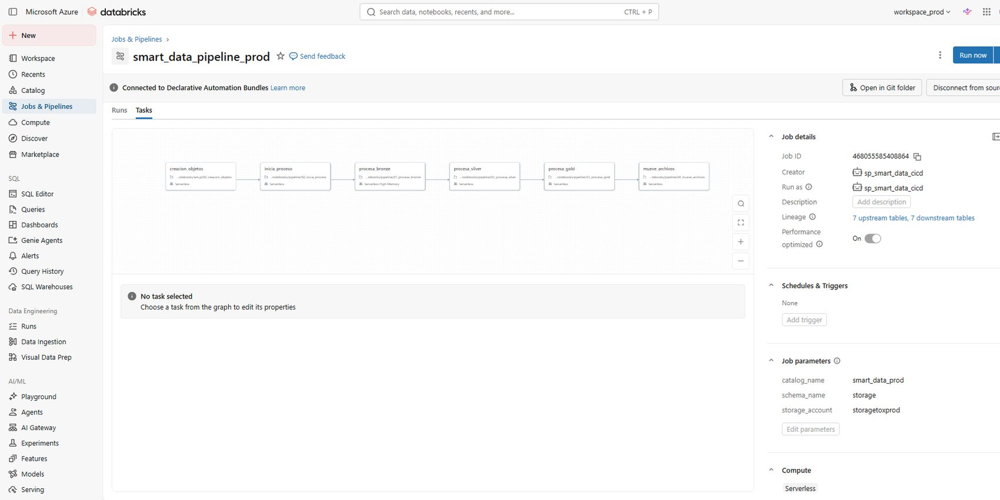 Microsoft Azure databricks
Search data, notebooks, recents, and more... CTRL + P
workspace_prod
New
Workspace
Recents
Catalog
Jobs & Pipelines
Compute
Discover
Marketplace
SQL
SQL Editor
Queries
Dashboards
Genie Agents
Alerts
Query History
SQL Warehouses
Data Engineering
Runs
Data Ingestion
Visual Data Prep
AI/ML
Playground
Agents
AI Gateway
Experiments
Features
Models
Serving
Jobs & Pipelines ›
smart_data_pipeline_prod Send feedback
Run now
Connected to Declarative Automation Bundles Learn more
Open in Git folder
Disconnect from sour
Runs Tasks
creacion_objetos
...otebooks/setup/00_creacion_objetos
Serverless
inicia_proceso
...notebooks/pipeline/00_inicia_proceso
Serverless
procesa_bronze
...notebooks/pipeline/01_procesa_bronze
Serverless High Memory
procesa_silver
...notebooks/pipeline/02_procesa_silver
Serverless
procesa_gold
...notebooks/pipeline/03_procesa_gold
Serverless
mueve_archivos
...notebooks/pipeline/04_mueve_archivos
Serverless
No task selected
Choose a task from the graph to edit its properties
Job details
Job ID 468055585408864
Creator sp_smart_data_cicd
Run as sp_smart_data_cicd
Description Add description
Lineage 7 upstream tables, 7 downstream tables
Performance
optimized On
Schedules & Triggers
None
Add trigger
Job parameters
catalog_name smart_data_prod
schema_name storage
storage_account storagetoxprod
Edit parameters
Compute
Serverless